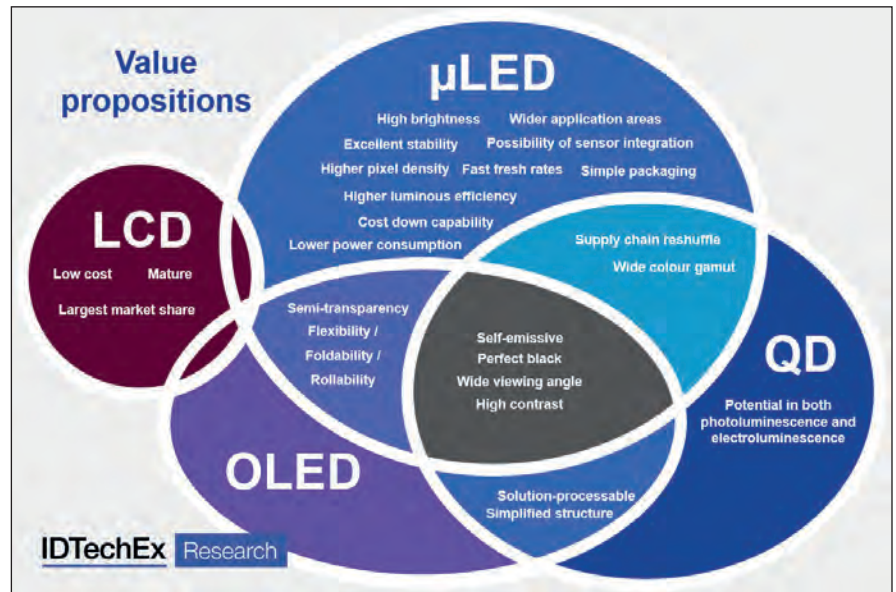 Value
propositions
µLED
High brightness Wider application areas
Excellent stability Possibility of sensor integration
Higher pixel density Fast fresh rates Simple packaging
Higher luminous efficiency
Cost down capability
Lower power consumption
LCD
Low cost Mature
Largest market share
Supply chain reshuffle
Wide colour gamut
Semi-transparency
Flexibility /
Foldability /
Rollability
Self-emissive
Perfect black
Wide viewing angle
High contrast
QD
Potential in both
photoluminescence and
electroluminescence
OLED
Solution-processable
Simplified structure
IDTechEx Research